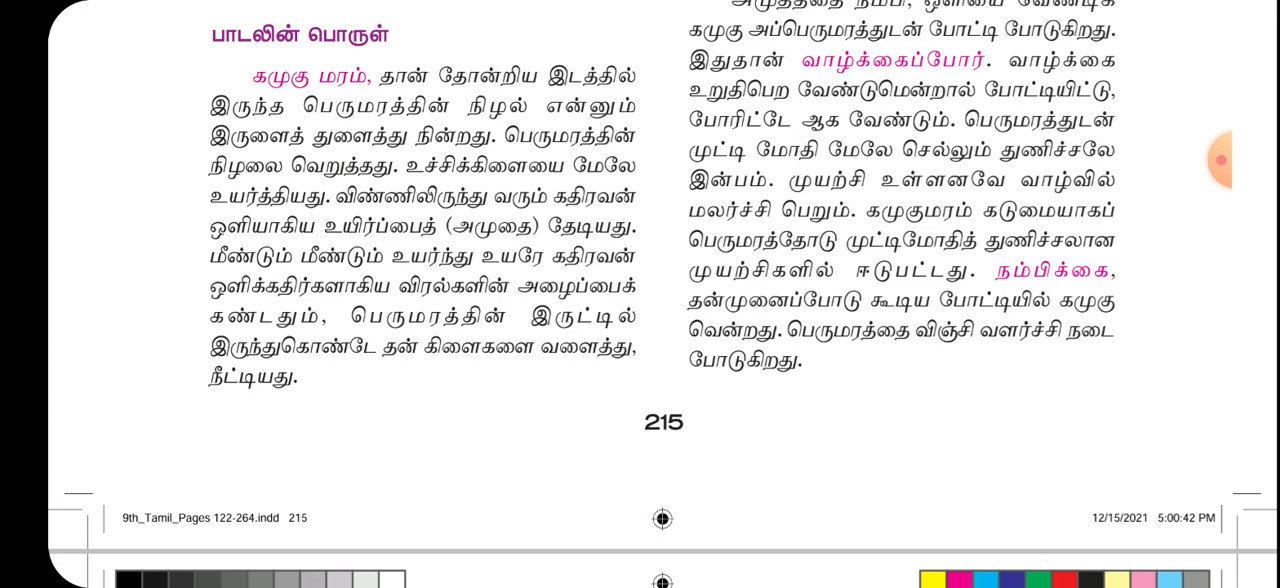 பாடலின் பொருள்
கமுகு மரம், தான் தோன்றிய இடத்தில்
இருந்த பெருமரத்தின் நிழல் என்னும்
இருளைத் துளைத்து நின்றது. பெருமரத்தின்
நிழலை வெறுத்தது. உச்சிக்கிளையை மேலே
உயர்த்தியது. விண்ணிலிருந்து வரும் கதிரவன்
ஒளியாகிய உயிர்ப்பைத் (அமுதை) தேடியது.
மீண்டும் மீண்டும் உயர்ந்து உயரே கதிரவன்
ஒளிக்கதிர்களாகிய விரல்களின் அழைப்பைக்
கண்டதும், பெருமரத்தின் இருட்டில்
இருந்துகொண்டே தன் கிளைகளை வளைத்து,
நீட்டியது.
கமுகு அப்பெருமரத்துடன் போட்டி போடுகிறது.
இதுதான் வாழ்க்கைப்போர். வாழ்க்கை
உறுதிபெற வேண்டுமென்றால் போட்டியிட்டு,
போரிட்டே ஆக வேண்டும். பெருமரத்துடன்
முட்டி மோதி மேலே செல்லும் துணிச்சலே
இன்பம். முயற்சி உள்ளனவே வாழ்வில்
மலர்ச்சி பெறும். கமுகுமரம் கடுமையாகப்
பெருமரத்தோடு முட்டிமோதித் துணிச்சலான
முயற்சிகளில் ஈடுபட்டது. நம்பிக்கை,
தன்முனைப்போடு கூடிய போட்டியில் கமுகு
வென்றது. பெருமரத்தை விஞ்சி வளர்ச்சி நடை
போடுகிறது.
215
9th_Tamil_Pages 122-264.indd 215
12/15/2021 5:00:42 PM